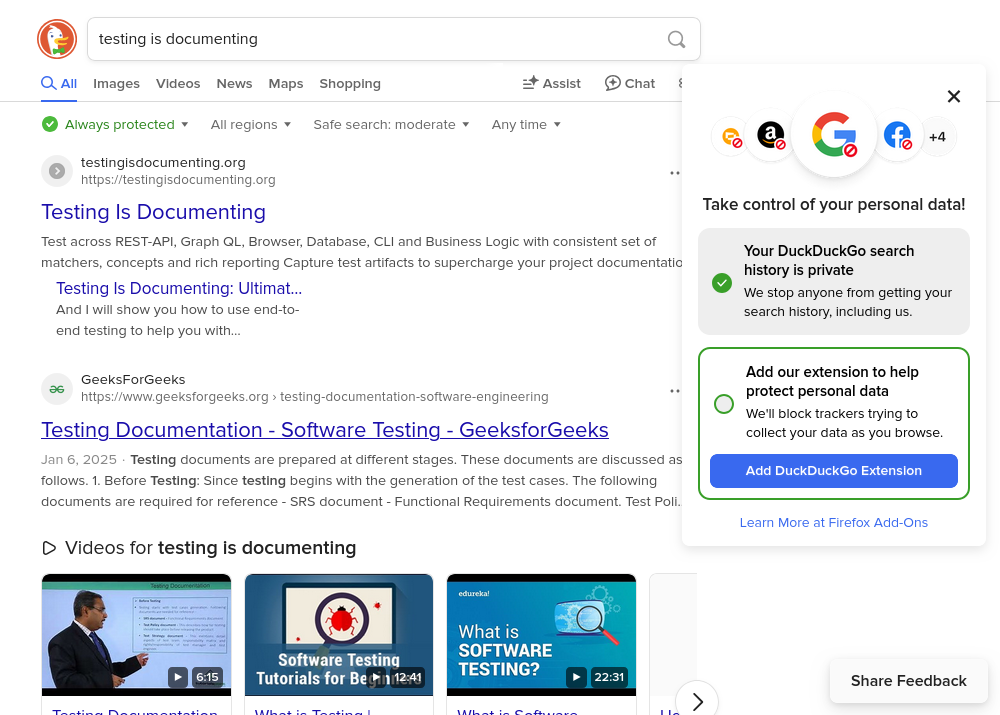 testing is documenting
All Images Videos News Maps Shopping Assist Chat
Always protected All regions Safe search: moderate Any time
testingisdocumenting.org
https://testingisdocumenting.org
Testing Is Documenting
Test across REST-API, Graph QL, Browser, Database, CLI and Business Logic with consistent set of
matchers, concepts and rich reporting Capture test artifacts to supercharge your project documentatio
Testing Is Documenting: Ultimat...
And I will show you how to use end-to-
end testing to help you with...
GeeksForGeeks
https://www.geeksforgeeks.org › testing-documentation-software-engineering
Testing Documentation - Software Testing - GeeksforGeeks
Jan 6, 2025 · Testing documents are prepared at different stages. These documents are discussed as
follows. 1. Before Testing: Since testing begins with the generation of the test cases. The following
documents are required for reference - SRS document - Functional Requirements document. Test Poli.
Videos for testing is documenting
Testing Documentation
6:15
Software Testing
Tutorials for Beginners
12:41
edureka!
What is
SOFTWARE
TESTING?
22:31
Testing Documentation
What is Testing |
What is Software
+4
Take control of your personal data!
Your DuckDuckGo search
history is private
We stop anyone from getting your
search history, including us.
Add our extension to help
protect personal data
We'll block trackers trying to
collect your data as you browse.
Add DuckDuckGo Extension
Learn More at Firefox Add-Ons
Share Feedback